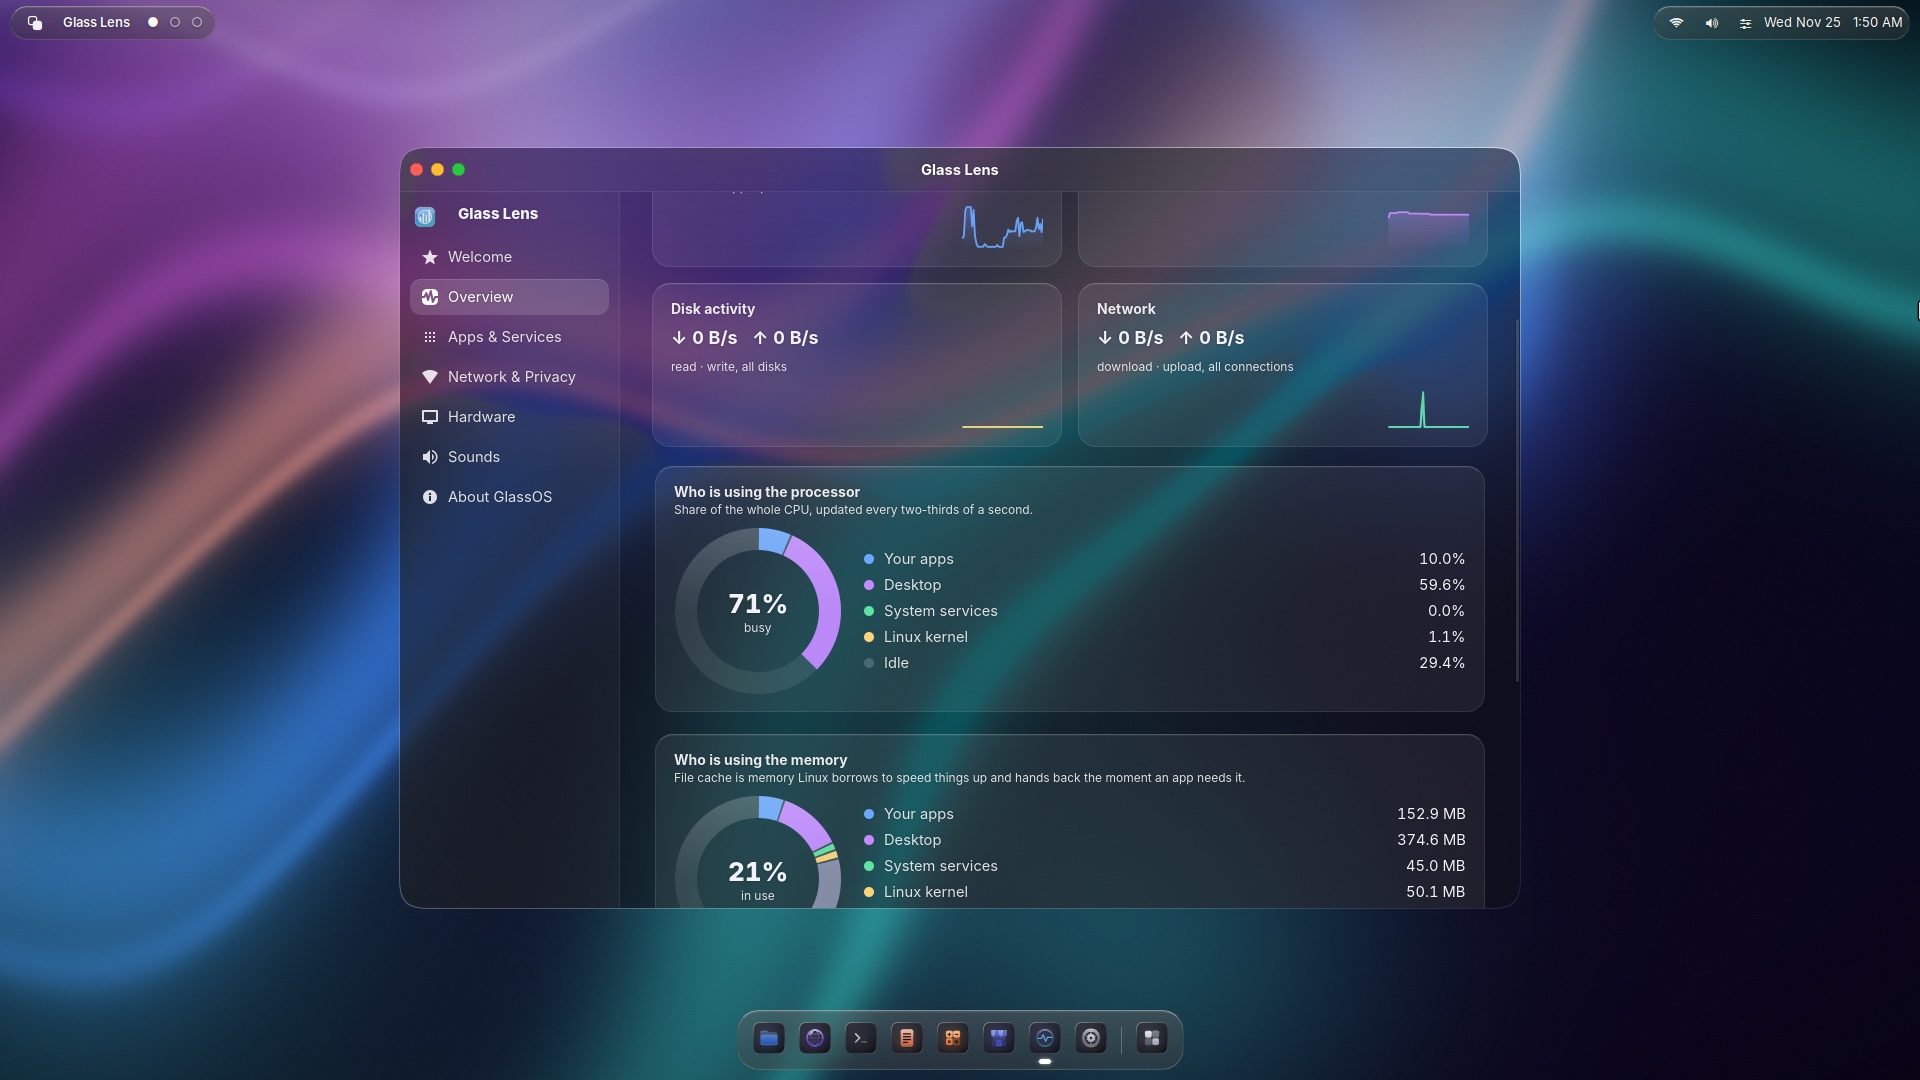 Glass Lens
Wed Nov 25 1:50 AM
Glass Lens
Glass Lens
Welcome
Overview
Apps & Services
Network & Privacy
Hardware
Sounds
About GlassOS
Disk activity
↓ 0 B/s ↑ 0 B/s
read · write, all disks
Network
↓ 0 B/s ↑ 0 B/s
download · upload, all connections
Who is using the processor
Share of the whole CPU, updated every two-thirds of a second.
71%
busy
Your apps 10.0%
Desktop 59.6%
System services 0.0%
Linux kernel 1.1%
Idle 29.4%
Who is using the memory
File cache is memory Linux borrows to speed things up and hands back the moment an app needs it.
21%
in use
Your apps 152.9 MB
Desktop 374.6 MB
System services 45.0 MB
Linux kernel 50.1 MB